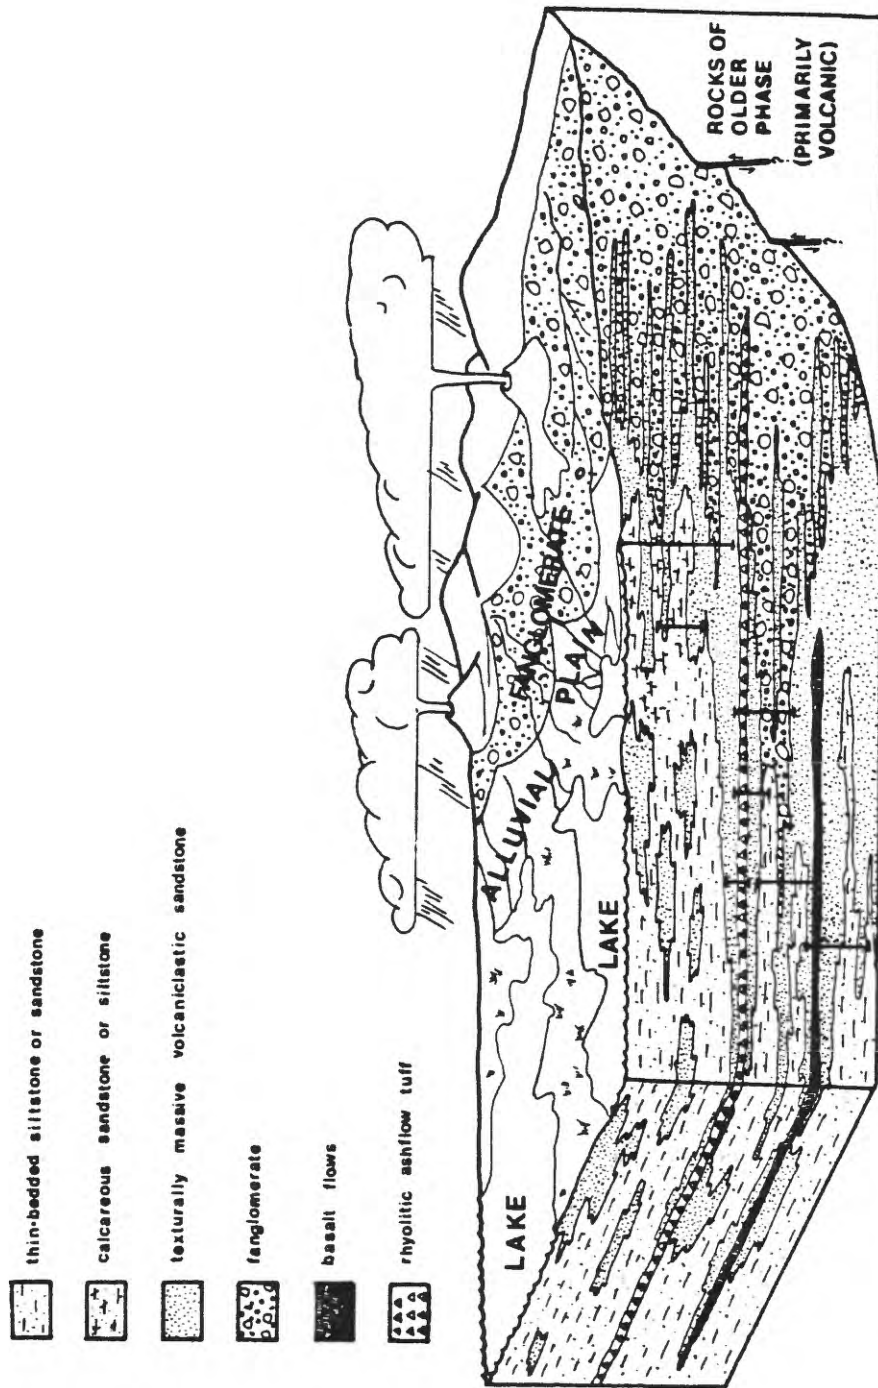 thin-bedded siltstone or sandstone
calcareous sandstone or siltstone
texturally massive volcaniclastic sandstone
fanglomerate
basalt flows
rhyolitic ashflow tuff
LAKE
ALLUVIAL
PLAIN
FANGLOMERATE
LAKE
ROCKS OF
OLDER
PHASE
(PRIMARILY
VOLCANIC)
?
?